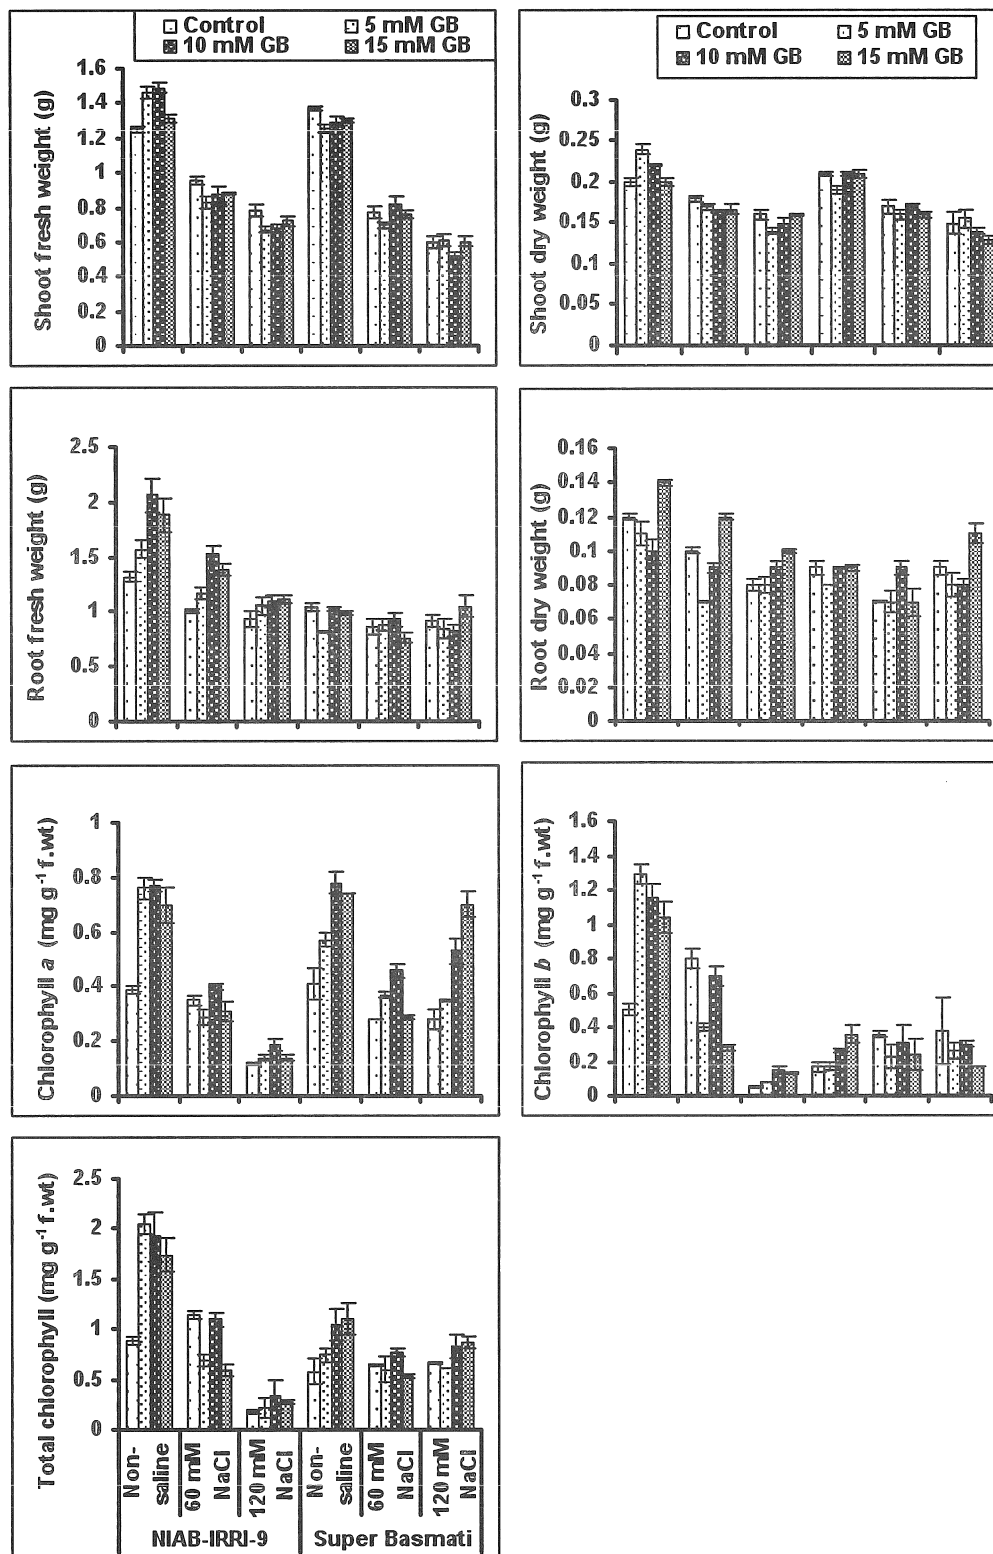 Control 5 mM GB
10 mM GB 15 mM GB
Shoot fresh weight (g)
1.6
1.4
1.2
1
0.8
0.6
0.4
0.2
0
Control 5 mM GB
10 mM GB 15 mM GB
Shoot dry weight (g)
0.3
0.25
0.2
0.15
0.1
0.05
0
Root fresh weight (g)
2.5
2
1.5
1
0.5
0
Root dry weight (g)
0.16
0.14
0.12
0.1
0.08
0.06
0.04
0.02
0
Chlorophyll a (mg g⁻¹ f.wt)
1
0.8
0.6
0.4
0.2
0
Chlorophyll b (mg g⁻¹ f.wt)
1.6
1.4
1.2
1
0.8
0.6
0.4
0.2
0
Total chlorophyll (mg g⁻¹ f.wt)
2.5
2
1.5
1
0.5
0
Non-
saline
60 mM
NaCl
120 mM
NaCl
Non-
saline
60 mM
NaCl
120 mM
NaCl
NIAB-IRRI-9 Super Basmati